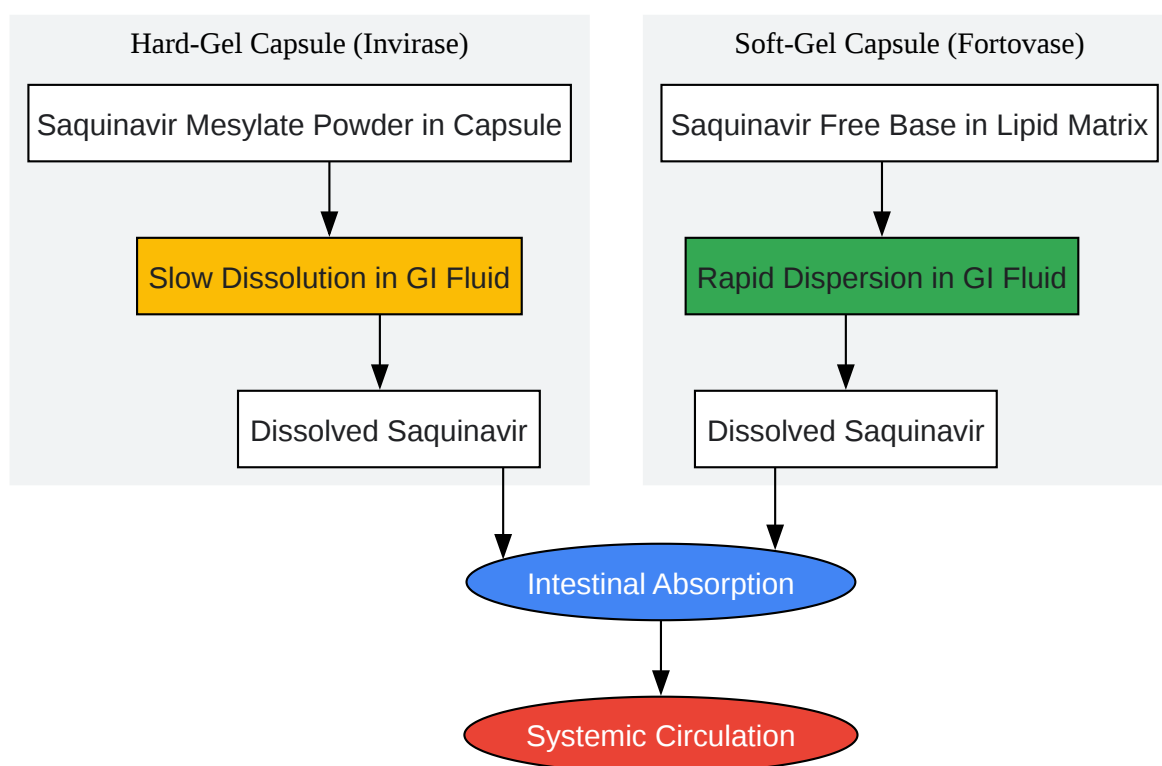 Hard-Gel Capsule (Invirase)
Saquinavir Mesylate Powder in Capsule
Slow Dissolution in GI Fluid
Dissolved Saquinavir
Soft-Gel Capsule (Fortovase)
Saquinavir Free Base in Lipid Matrix
Rapid Dispersion in GI Fluid
Dissolved Saquinavir
Intestinal Absorption
Systemic Circulation